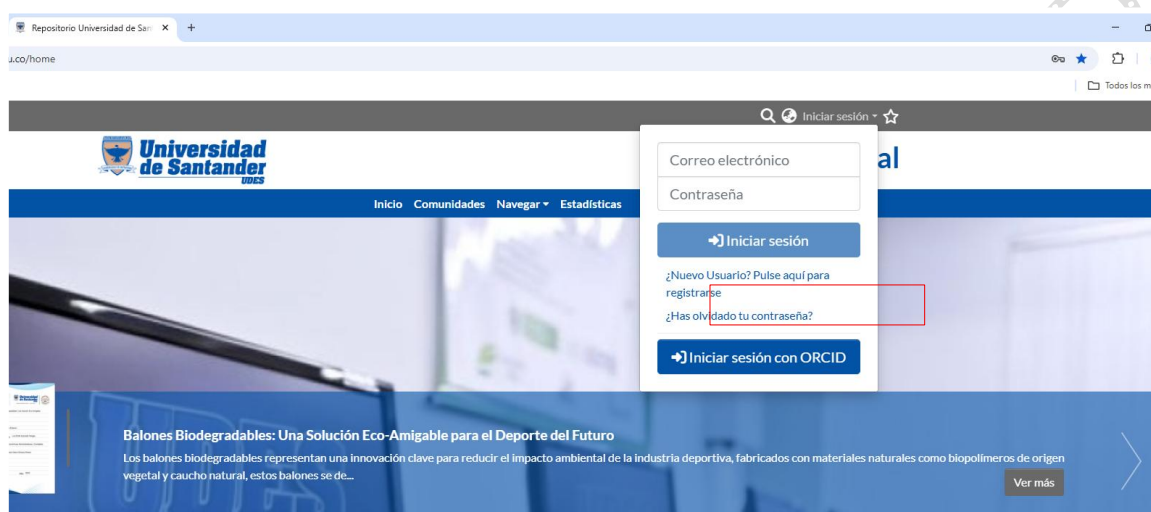 Repositorio Universidad de San
u.co/home
Todos los m
Iniciar sesión
Universidad
de Santander
UDES
al
Correo electrónico
Contraseña
Inicio Comunidades Navegar Estadísticas
Iniciar sesión
¿Nuevo Usuario? Pulse aquí para
registrarse
¿Has olvidado tu contraseña?
Iniciar sesión con ORCID
UDES
Balones Biodegradables: Una Solución Eco-Amigable para el Deporte del Futuro
Los balones biodegradables representan una innovación clave para reducir el impacto ambiental de la industria deportiva, fabricados con materiales naturales como biopolímeros de origen
vegetal y caucho natural, estos balones se de...
Ver más